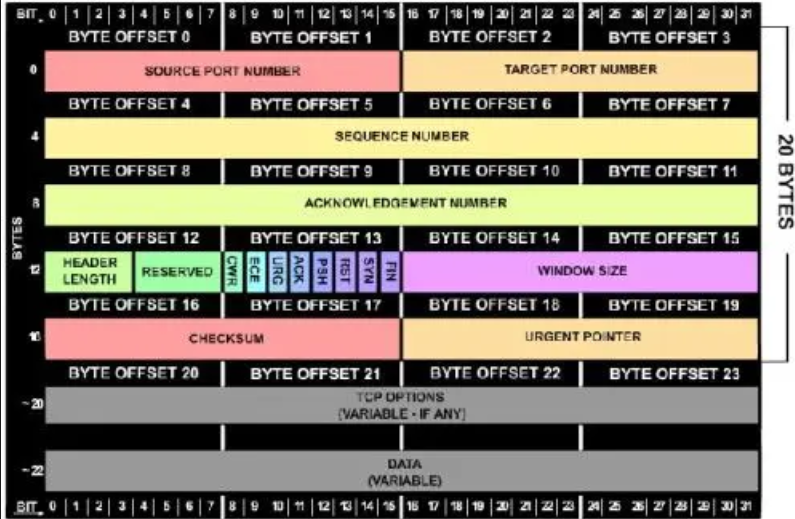 BIT 0 1 2 3 4 5 6 7 8 9 10 11 12 13 14 15 16 17 18 19 20 21 22 23 24 25 26 27 28 29 30 31
BYTE OFFSET 0 BYTE OFFSET 1 BYTE OFFSET 2 BYTE OFFSET 3
0 SOURCE PORT NUMBER TARGET PORT NUMBER
BYTE OFFSET 4 BYTE OFFSET 5 BYTE OFFSET 6 BYTE OFFSET 7
4 SEQUENCE NUMBER
BYTE OFFSET 8 BYTE OFFSET 9 BYTE OFFSET 10 BYTE OFFSET 11
8 ACKNOWLEDGEMENT NUMBER
BYTE OFFSET 12 BYTE OFFSET 13 BYTE OFFSET 14 BYTE OFFSET 15
12 HEADER LENGTH RESERVED CWR ECE URG ACK PSH RST SYN FIN WINDOW SIZE
BYTE OFFSET 16 BYTE OFFSET 17 BYTE OFFSET 18 BYTE OFFSET 19
16 CHECKSUM URGENT POINTER
BYTE OFFSET 20 BYTE OFFSET 21 BYTE OFFSET 22 BYTE OFFSET 23
~20 TCP OPTIONS
(VARIABLE - IF ANY)
~22 DATA
(VARIABLE)
BIT 0 1 2 3 4 5 6 7 8 9 10 11 12 13 14 15 16 17 18 19 20 21 22 23 24 25 26 27 28 29 30 31
BYTES
20 BYTES